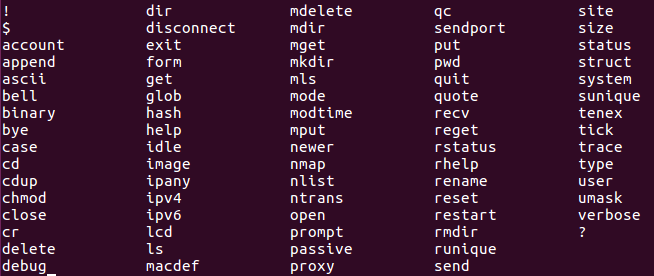 !		dir		mdelete		qc		site
$		disconnect	mdir		sendport	size
account		exit		mget		put		status
append		form		mkdir		pwd		struct
ascii		get		mls		quit		system
bell		glob		mode		quote		sunique
binary		hash		modtime		recv		tenex
bye		help		mput		reget		tick
case		idle		newer		rstatus		trace
cd		image		nmap		rhelp		type
cdup		ipany		nlist		rename		user
chmod		ipv4		ntrans		reset		umask
close		ipv6		open		restart		verbose
cr		lcd		prompt		rmdir		?
delete		ls		passive		runique
debug		macdef		proxy		send